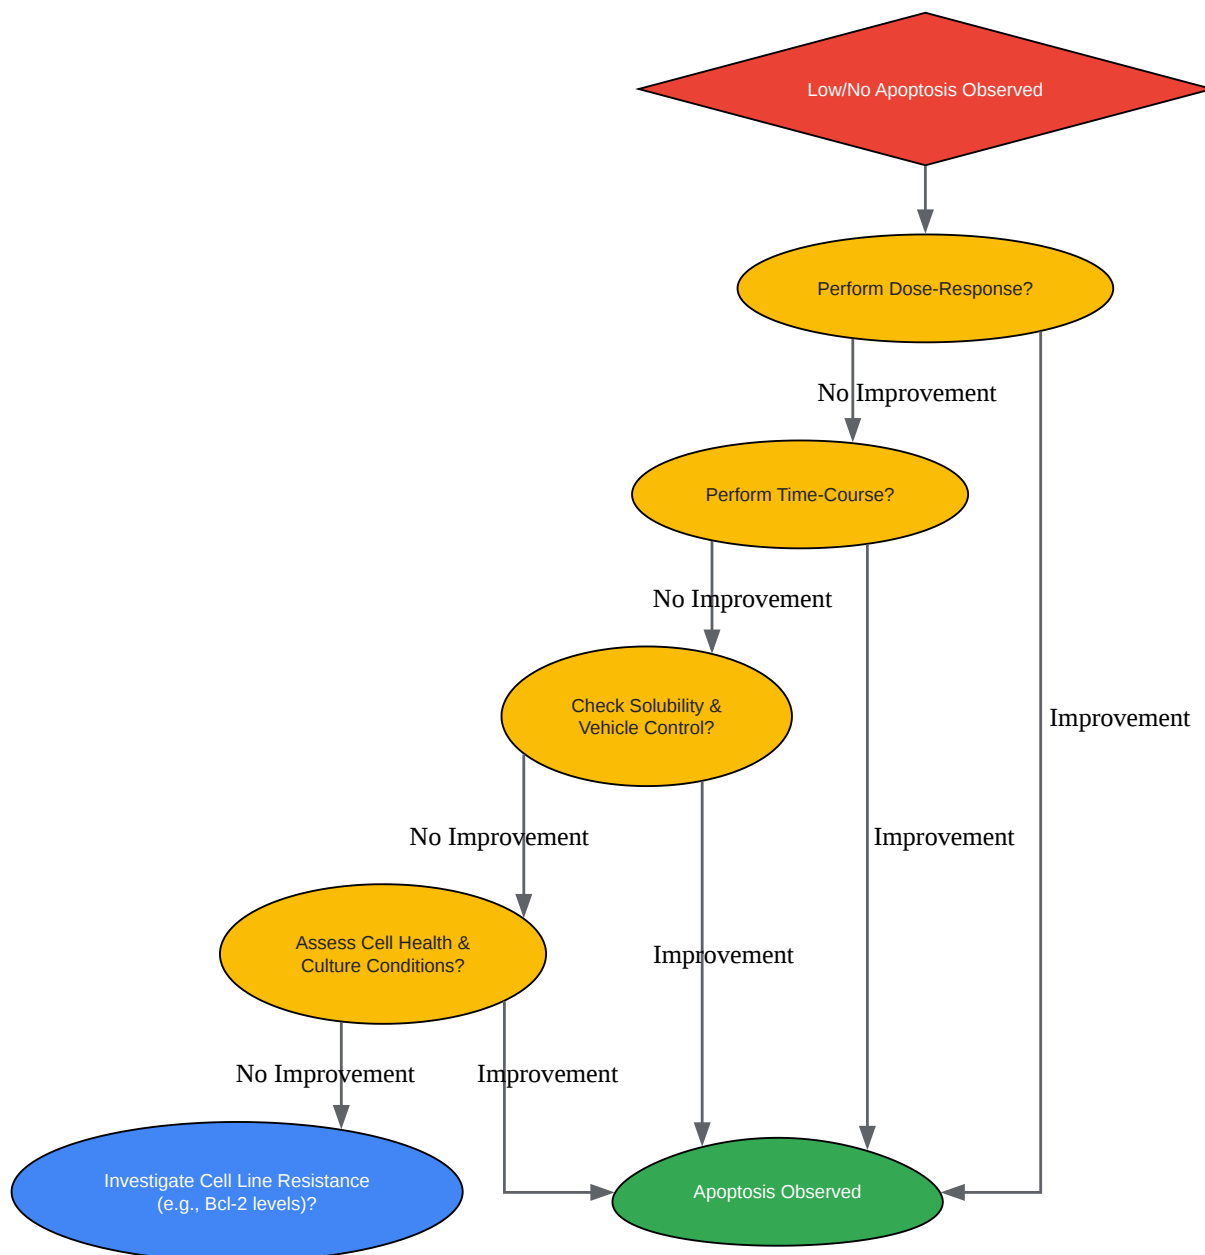 Low/No Apoptosis Observed
Perform Dose-Response?
No Improvement
Perform Time-Course?
No Improvement
Check Solubility &
Vehicle Control?
Improvement
No Improvement
Improvement
Assess Cell Health &
Culture Conditions?
Improvement
No Improvement
Improvement
Investigate Cell Line Resistance
(e.g., Bcl-2 levels)?
Apoptosis Observed